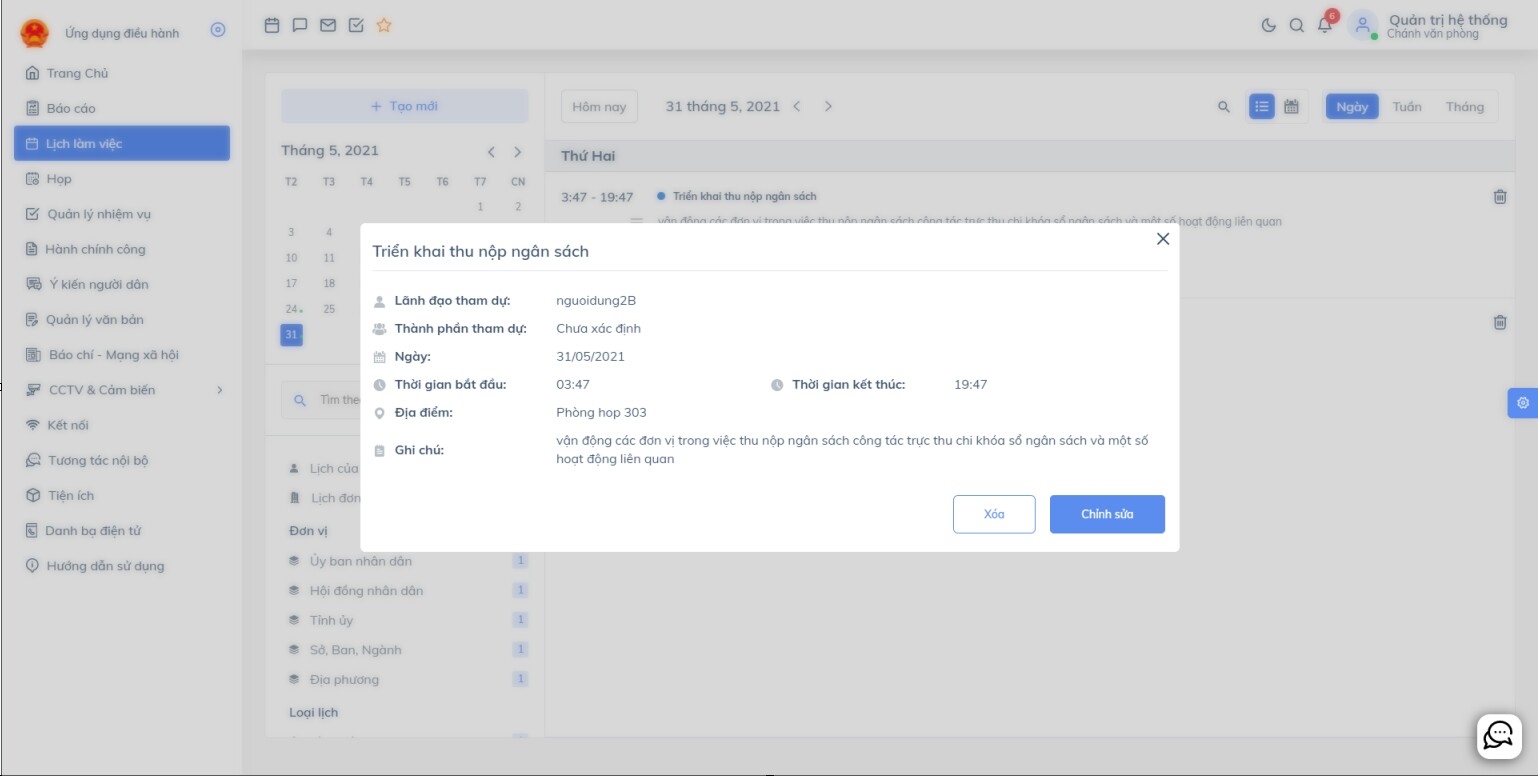 Ứng dụng điều hành
Trang Chủ
Báo cáo
Lịch làm việc
Họp
Quản lý nhiệm vụ
Hành chính công
Ý kiến người dân
Quản lý văn bản
Báo chí - Mạng xã hội
CCTV & Cảm biến
Kết nối
Tương tác nội bộ
Tiện ích
Danh bạ điện tử
Hướng dẫn sử dụng
6
Quản trị hệ thống
Chánh văn phòng
+ Tạo mới
Tháng 5, 2021
T2 T3 T4 T5 T6 T7 CN
1 2
3 4
10 11
17 18
24 25
31
Tìm
Lịch của
Lịch đơn
Đơn vị
Ủy ban nhân dân 1
Hội đồng nhân dân 1
Tỉnh ủy 1
Sở, Ban, Ngành 1
Địa phương 1
Loại lịch
Hôm nay 31 tháng 5, 2021 Ngày Tuần Tháng
Thứ Hai
3:47 - 19:47 Triển khai thu nộp ngân sách
vận động các đơn vị trong việc thu nộp ngân sách công tác trực thu chi khóa sổ ngân sách và một số hoạt động liên quan
Triển khai thu nộp ngân sách
Lãnh đạo tham dự: nguoidung2B
Thành phần tham dự: Chưa xác định
Ngày: 31/05/2021
Thời gian bắt đầu: 03:47 Thời gian kết thúc: 19:47
Địa điểm: Phòng họp 303
Ghi chú: vận động các đơn vị trong việc thu nộp ngân sách công tác trực thu chi khóa sổ ngân sách và một số
hoạt động liên quan
Xóa Chỉnh sửa